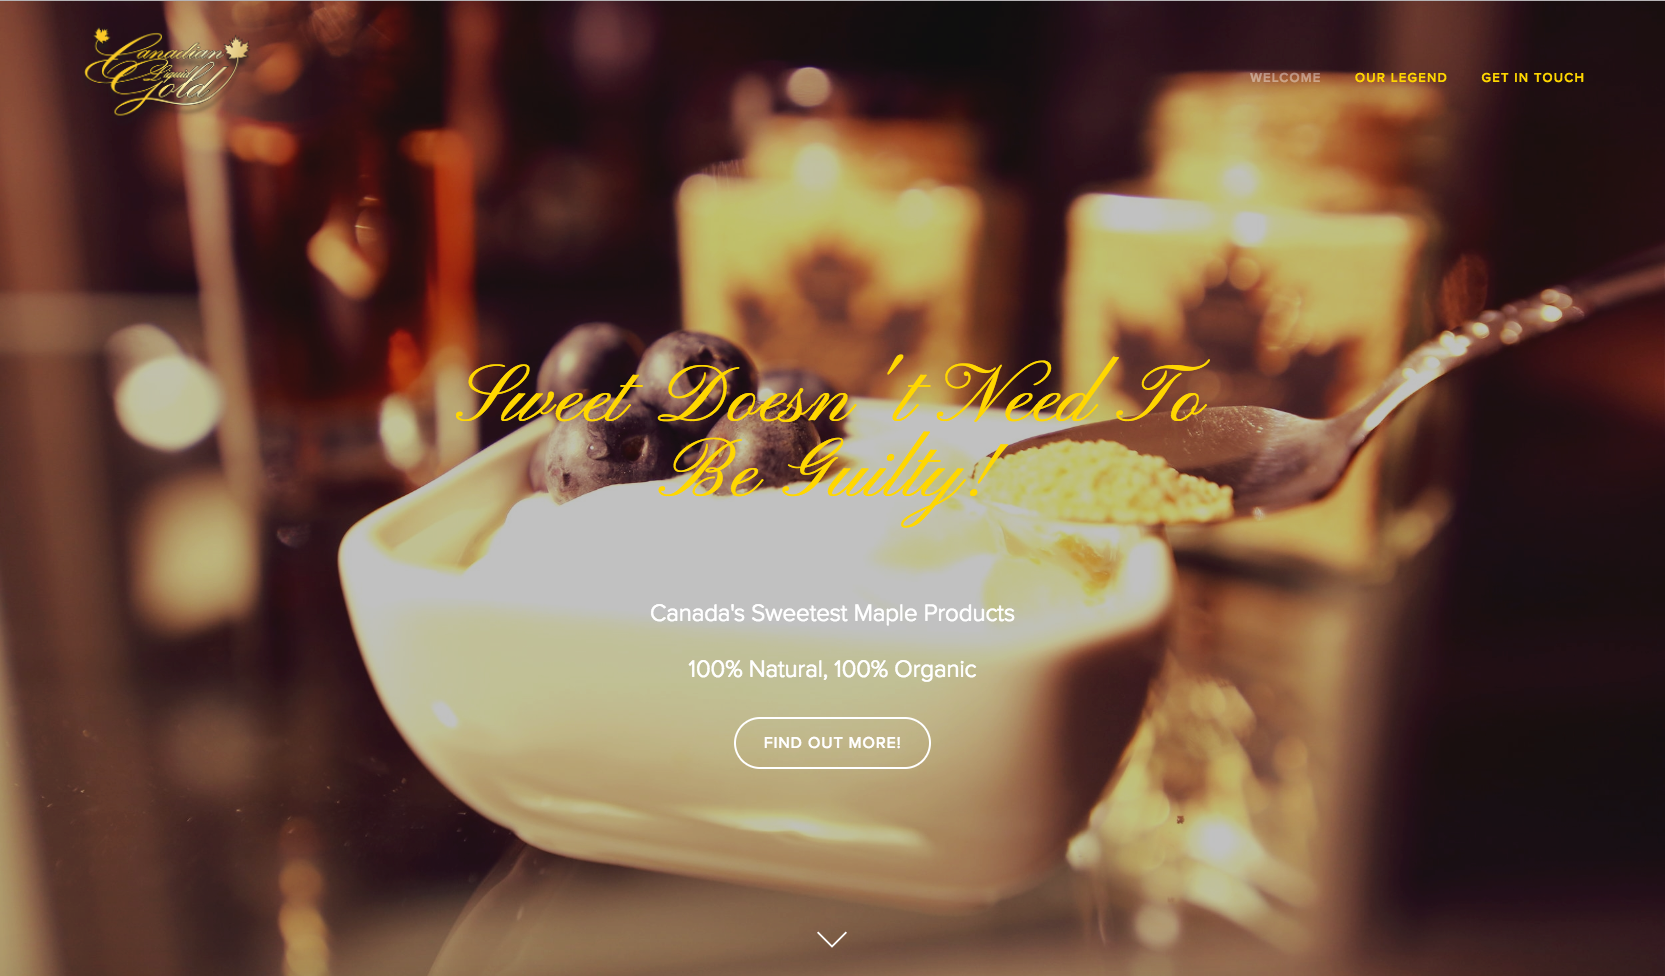 Canadian
Liquid
Gold
WELCOME OUR LEGEND GET IN TOUCH
Sweet Doesn't Need To
Be Guilty!
Canada's Sweetest Maple Products
100% Natural, 100% Organic
FIND OUT MORE!